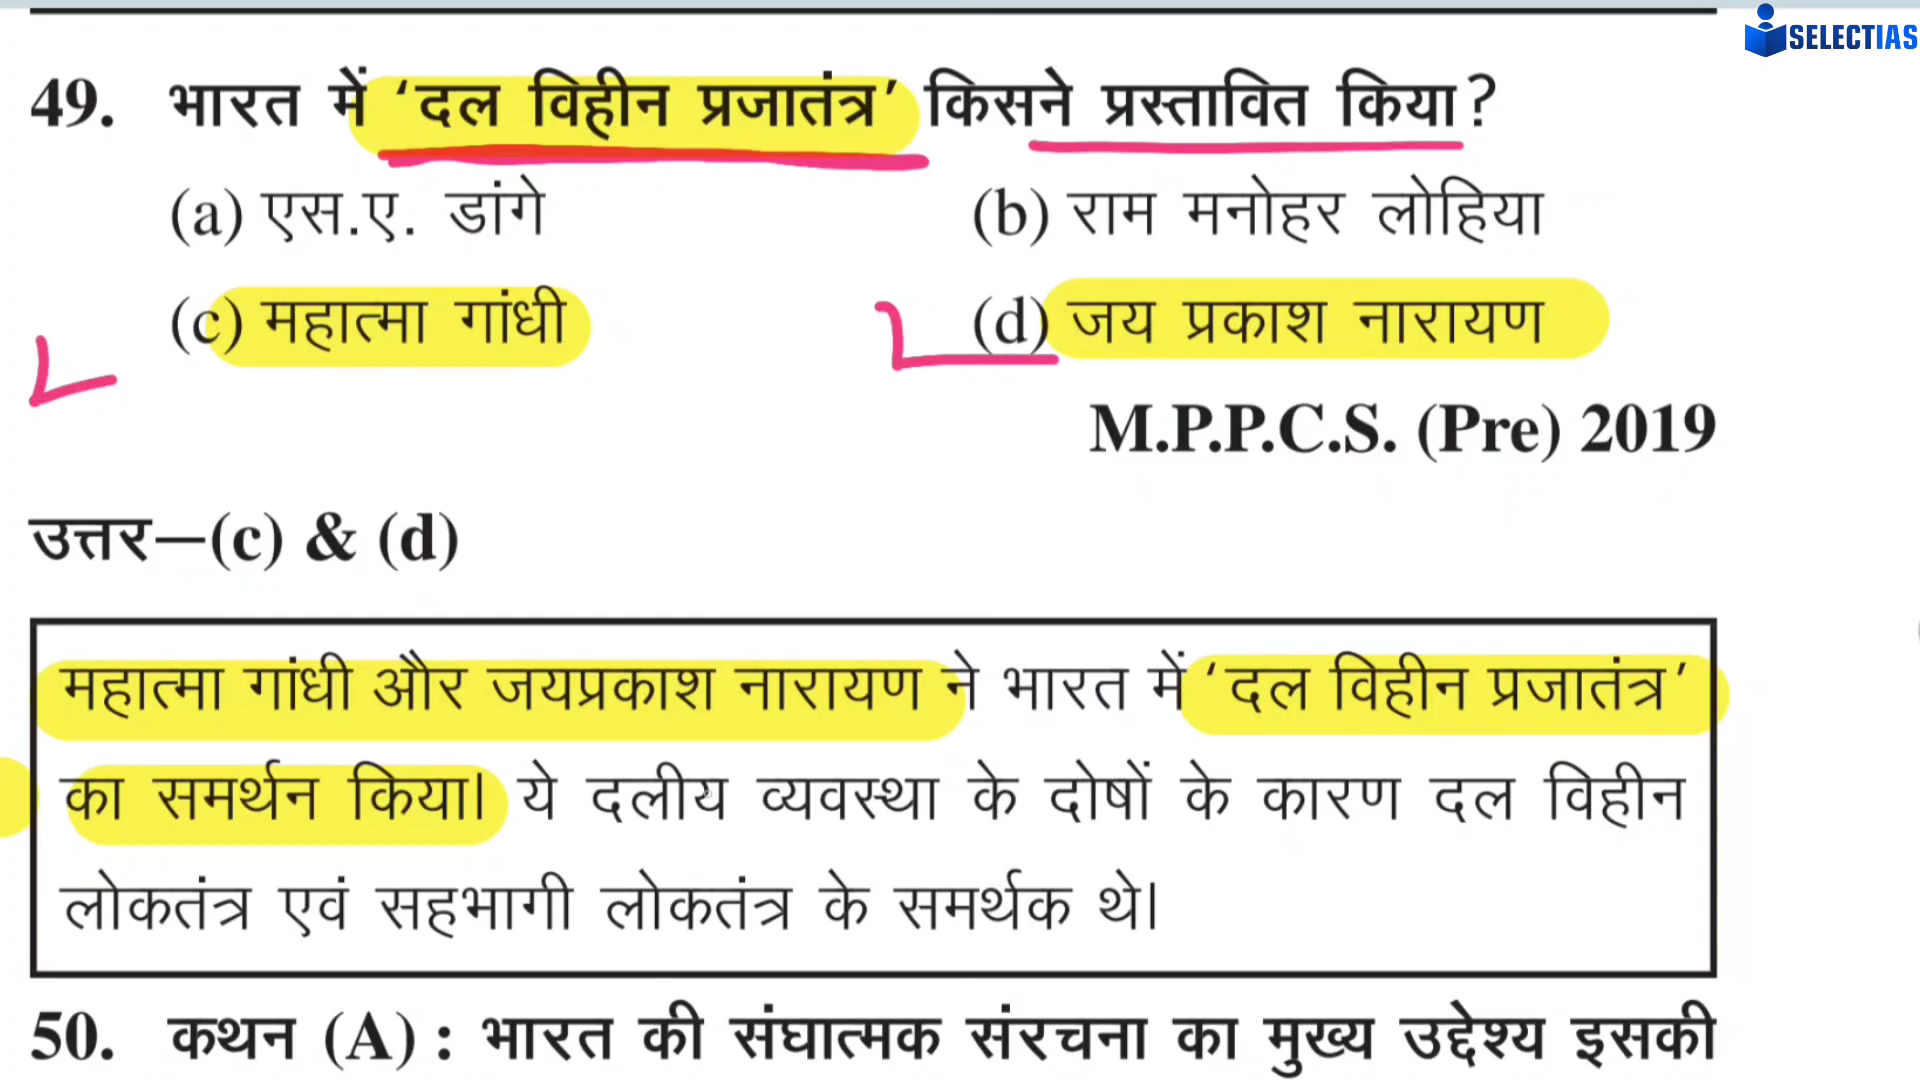 SELECTIAS
49. भारत में ‘दल विहीन प्रजातंत्र’ किसने प्रस्तावित किया?
(a) एस.ए. डांगे (b) राम मनोहर लोहिया
(c) महात्मा गांधी (d) जय प्रकाश नारायण
M.P.P.C.S. (Pre) 2019
उत्तर—(c) & (d)
महात्मा गांधी और जयप्रकाश नारायण ने भारत में ‘दल विहीन प्रजातंत्र’
का समर्थन किया। ये दलीय व्यवस्था के दोषों के कारण दल विहीन
लोकतंत्र एवं सहभागी लोकतंत्र के समर्थक थे।
50. कथन (A) : भारत की संघात्मक संरचना का मुख्य उद्देश्य इसकी